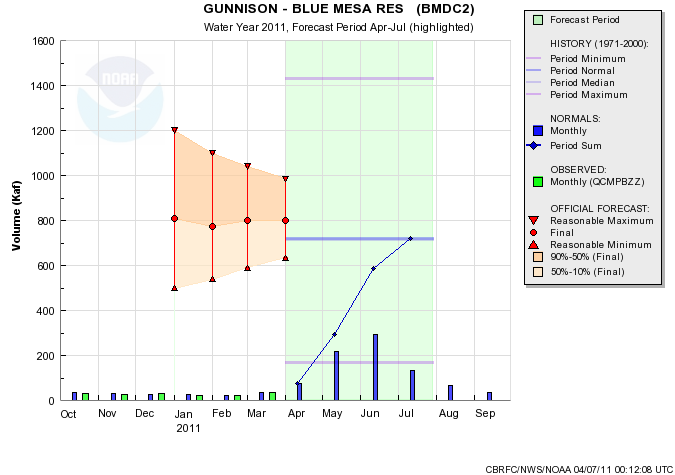 GUNNISON - BLUE MESA RES (BMDC2)
Water Year 2011, Forecast Period Apr-Jul (highlighted)
NOAA
Volume (Kaf)
1600
1400
1200
1000
800
600
400
200
0
Oct Nov Dec Jan Feb Mar Apr May Jun Jul Aug Sep
2011
Forecast Period
HISTORY (1971-2000):
Period Minimum
Period Normal
Period Median
Period Maximum
NORMALS:
Monthly
Period Sum
OBSERVED:
Monthly (QCMPBZZ)
OFFICIAL FORECAST:
Reasonable Maximum
Final
Reasonable Minimum
90%-50% (Final)
50%-10% (Final)
CBRFC/NWS/NOAA 04/07/11 00:12:08 UTC